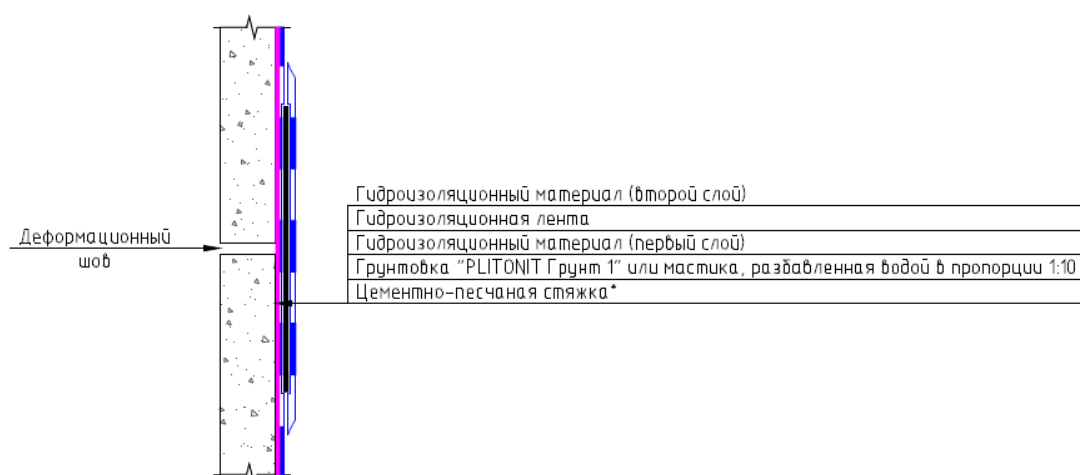 Гидроизоляционный материал (второй слой)
Гидроизоляционная лента
Гидроизоляционный материал (первый слой)
Грунтовка "PLITONIT Грунт 1" или мастика, разбавленная водой в пропорции 1:10
Цементно-песчаная стяжка*
Деформационный
шов